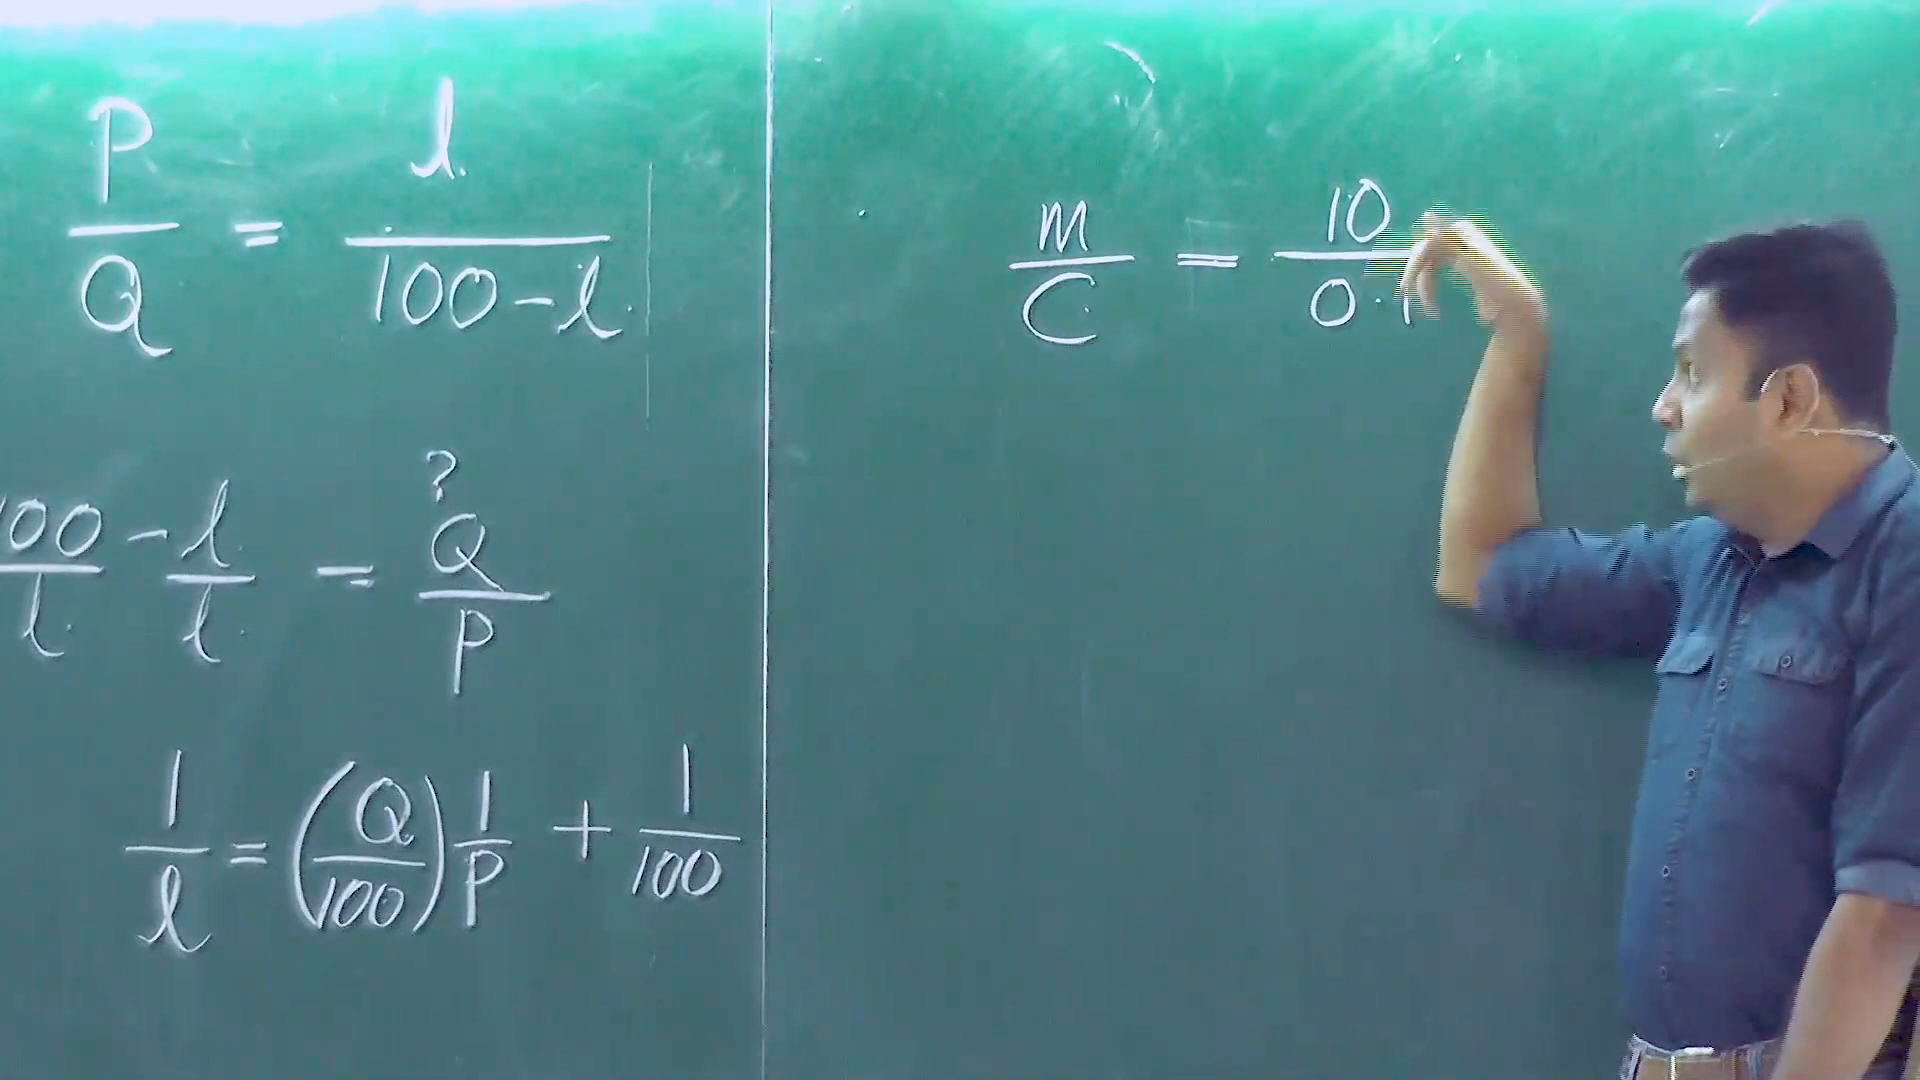 P/Q = l/(100-l)
100/l - l/l = ?Q/P
1/l = (Q/100) 1/P + 1/100
m/C = 10/0.1